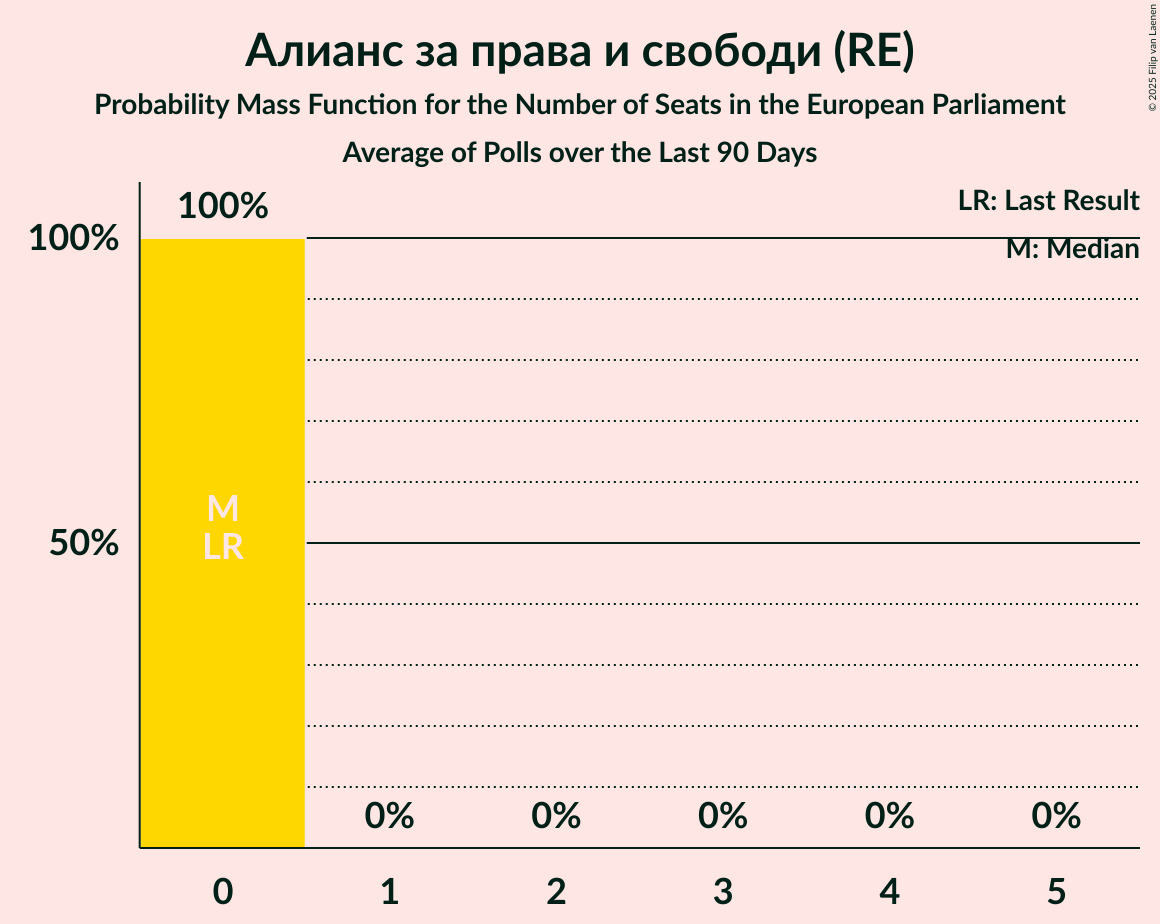 Алианс за права и свободи (RE)
Probability Mass Function for the Number of Seats in the European Parliament
Average of Polls over the Last 90 Days
© 2025 Filip van Laenen
LR: Last Result
M: Median
100%
100%
50%
M
LR
0% 0% 0% 0% 0%
0 1 2 3 4 5